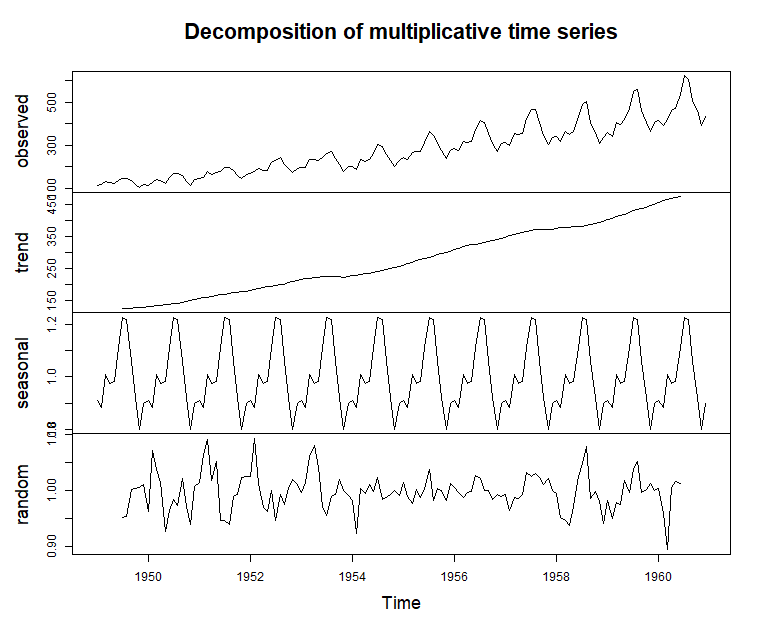 Decomposition of multiplicative time series
observed
500
300
100
trend
450
350
250
150
seasonal
1.2
1.0
random
1.00
0.90
1950 1952 1954 1956 1958 1960
Time